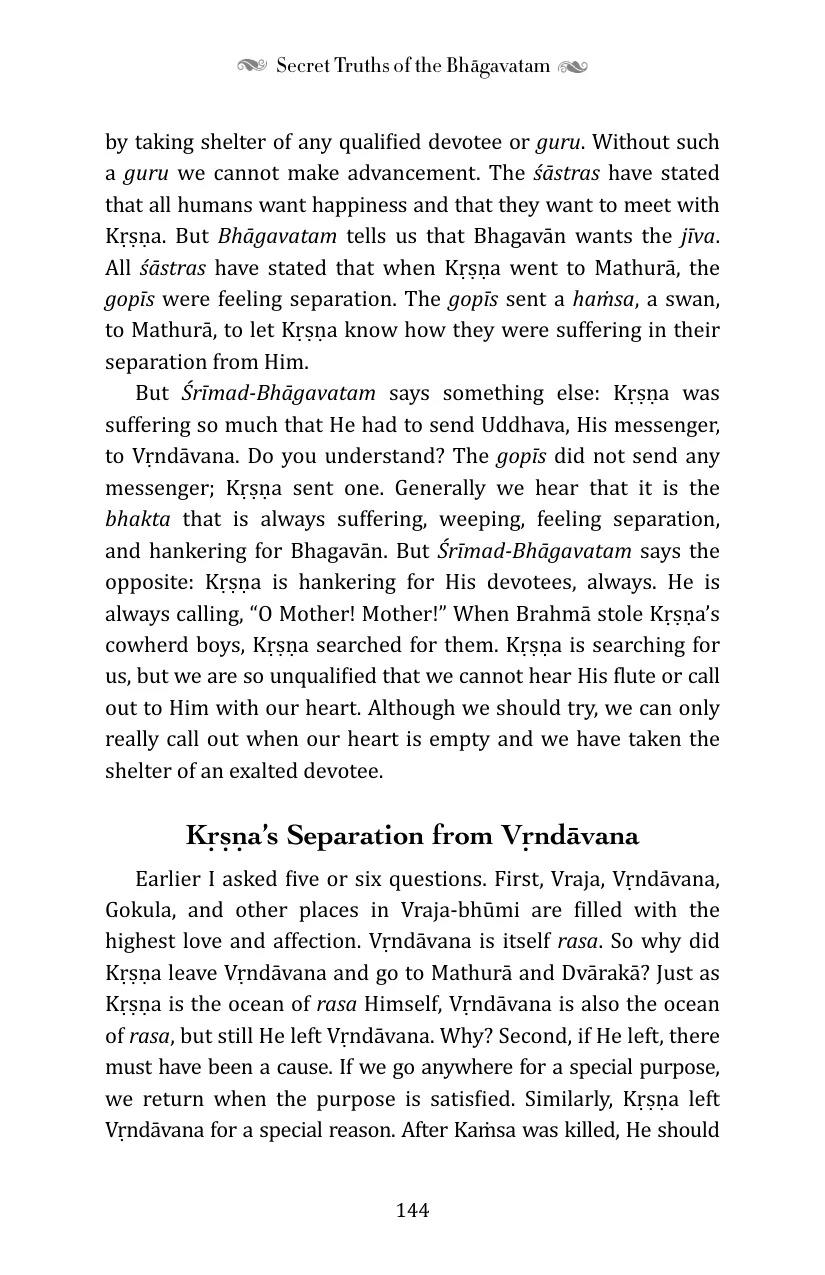 Secret Truths of the Bhāgavatam
by taking shelter of any qualified devotee or guru. Without such
a guru we cannot make advancement. The śāstras have stated
that all humans want happiness and that they want to meet with
Kṛṣṇa. But Bhāgavatam tells us that Bhagavān wants the jīva.
All śāstras have stated that when Kṛṣṇa went to Mathurā, the
gopīs were feeling separation. The gopīs sent a haṁsa, a swan,
to Mathurā, to let Kṛṣṇa know how they were suffering in their
separation from Him.
But Śrīmad-Bhāgavatam says something else: Kṛṣṇa was
suffering so much that He had to send Uddhava, His messenger,
to Vṛndāvana. Do you understand? The gopīs did not send any
messenger; Kṛṣṇa sent one. Generally we hear that it is the
bhakta that is always suffering, weeping, feeling separation,
and hankering for Bhagavān. But Śrīmad-Bhāgavatam says the
opposite: Kṛṣṇa is hankering for His devotees, always. He is
always calling, “O Mother! Mother!” When Brahmā stole Kṛṣṇa’s
cowherd boys, Kṛṣṇa searched for them. Kṛṣṇa is searching for
us, but we are so unqualified that we cannot hear His flute or call
out to Him with our heart. Although we should try, we can only
really call out when our heart is empty and we have taken the
shelter of an exalted devotee.
Kṛṣṇa’s Separation from Vṛndāvana
Earlier I asked five or six questions. First, Vraja, Vṛndāvana,
Gokula, and other places in Vraja-bhūmi are filled with the
highest love and affection. Vṛndāvana is itself rasa. So why did
Kṛṣṇa leave Vṛndāvana and go to Mathurā and Dvārakā? Just as
Kṛṣṇa is the ocean of rasa Himself, Vṛndāvana is also the ocean
of rasa, but still He left Vṛndāvana. Why? Second, if He left, there
must have been a cause. If we go anywhere for a special purpose,
we return when the purpose is satisfied. Similarly, Kṛṣṇa left
Vṛndāvana for a special reason. After Kaṁsa was killed, He should
144